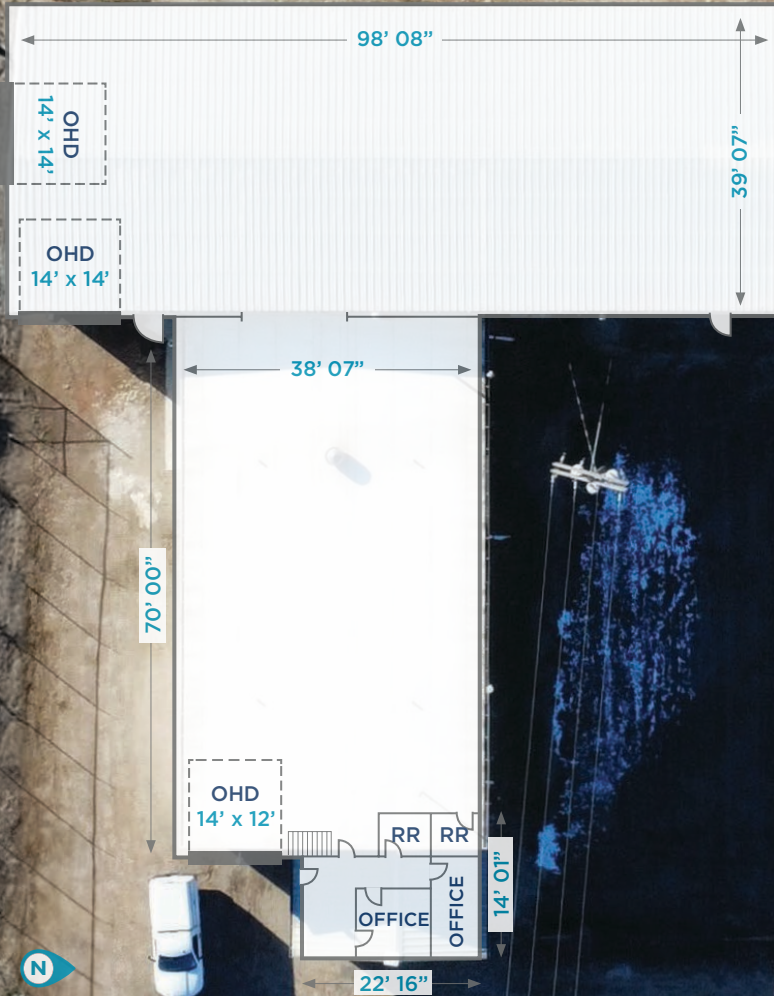 98’ 08”
OHD
14’ x 14’
39’ 07”
OHD
14’ x 14’
38’ 07”
70’ 00”
OHD
14’ x 12’
RR
RR
14’ 01”
OFFICE
OFFICE
22’ 16”
N